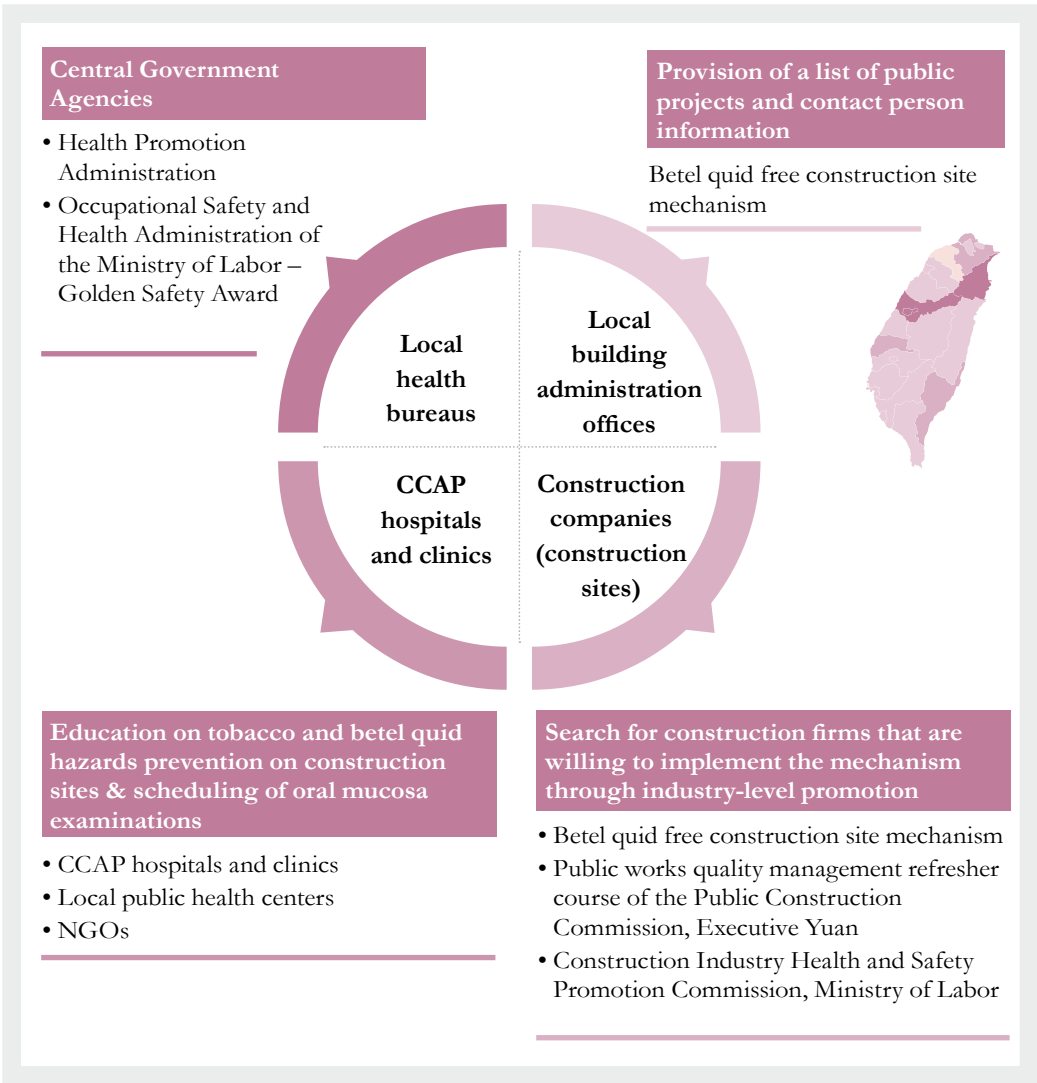 Central Government
Agencies
• Health Promotion
Administration
• Occupational Safety and
Health Administration of
the Ministry of Labor –
Golden Safety Award
Provision of a list of public
projects and contact person
information
Betel quid free construction site
mechanism
Local
health
bureaus
Local
building
administration
offices
CCAP
hospitals
and clinics
Construction
companies
(construction
sites)
Education on tobacco and betel quid
hazards prevention on construction
sites & scheduling of oral mucosa
examinations
• CCAP hospitals and clinics
• Local public health centers
• NGOs
Search for construction firms that are
willing to implement the mechanism
through industry-level promotion
• Betel quid free construction site mechanism
• Public works quality management refresher
course of the Public Construction
Commission, Executive Yuan
• Construction Industry Health and Safety
Promotion Commission, Ministry of Labor